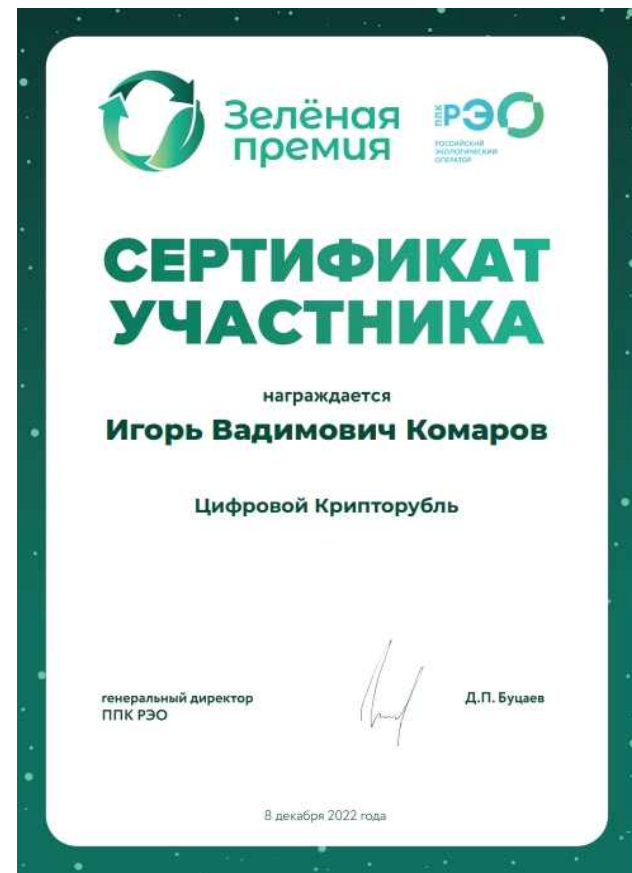 Зелёная
премия
ППК РЭО
РОССИЙСКИЙ
ЭКОЛОГИЧЕСКИЙ
ОПЕРАТОР
СЕРТИФИКАТ
УЧАСТНИКА
награждается
Игорь Вадимович Комаров
Цифровой Крипторубль
генеральный директор
ППК РЭО
Д.П. Буцаев
8 декабря 2022 года